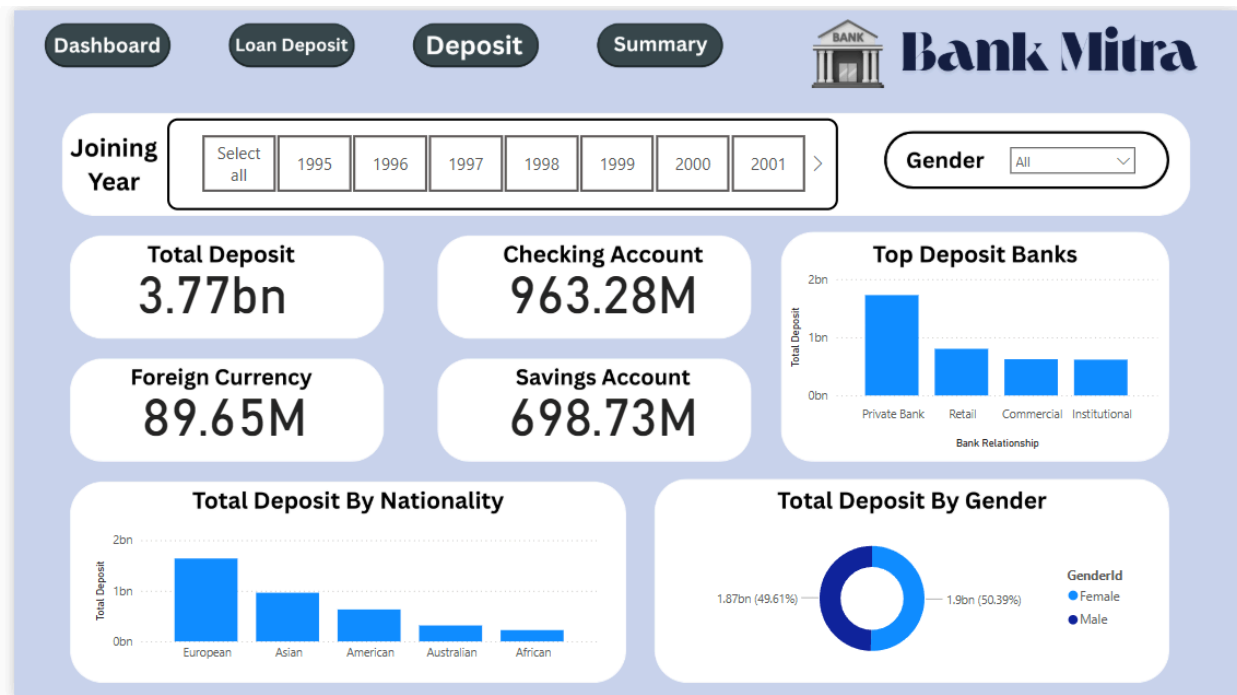 Dashboard
Loan Deposit
Deposit
Summary
BANK
Bank Mitra
Joining
Year
Select
all
1995
1996
1997
1998
1999
2000
2001
Gender
All
Total Deposit
3.77bn
Checking Account
963.28M
Foreign Currency
89.65M
Savings Account
698.73M
Top Deposit Banks
Total Deposit
2bn
1bn
0bn
Private Bank
Retail
Commercial
Institutional
Bank Relationship
Total Deposit By Nationality
Total Deposit
2bn
1bn
0bn
European
Asian
American
Australian
African
Total Deposit By Gender
1.87bn (49.61%)
1.9bn (50.39%)
GenderId
Female
Male